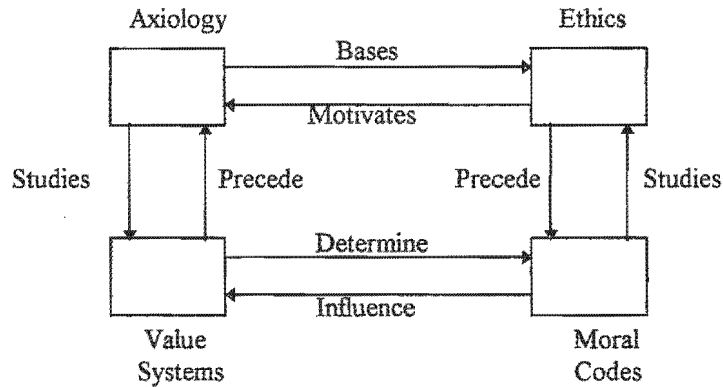 Axiology
Ethics
Bases
Motivates
Studies
Precede
Precede
Studies
Determine
Influence
Value
Systems
Moral
Codes